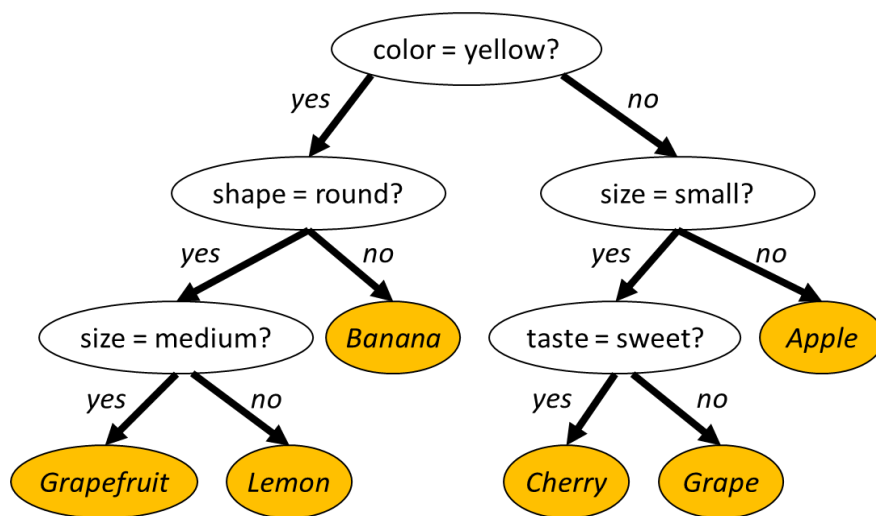 color = yellow?
yes
no
shape = round?
size = small?
yes
no
yes
no
size = medium?
Banana
taste = sweet?
Apple
yes
no
yes
no
Grapefruit
Lemon
Cherry
Grape